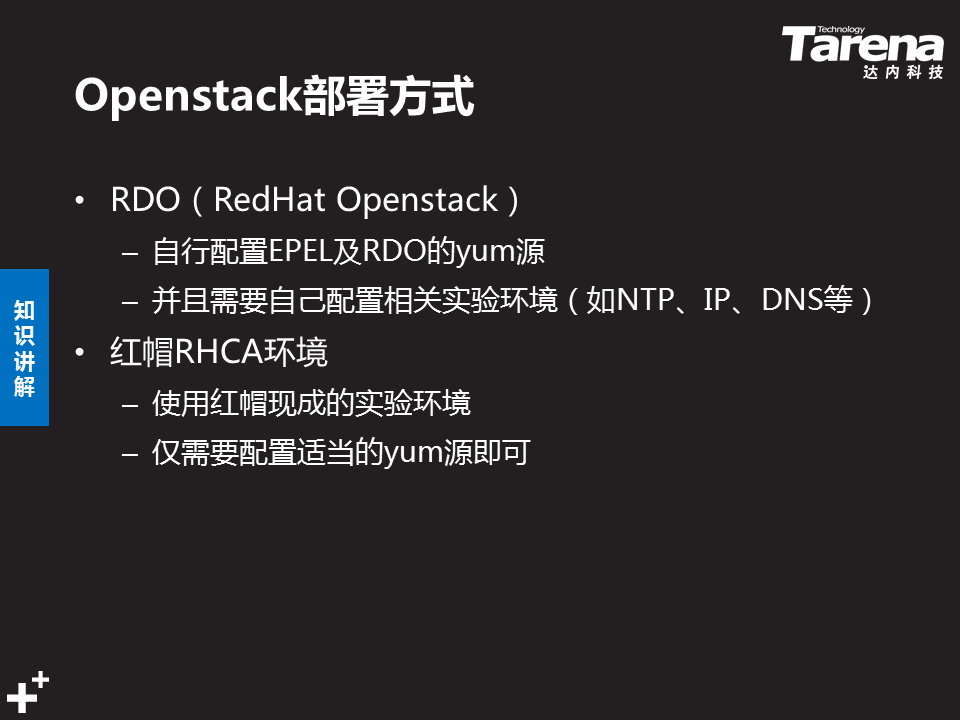 Technology
Tarena
达内科技
Openstack部署方式
• RDO（RedHat Openstack）
– 自行配置EPEL及RDO的yum源
– 并且需要自己配置相关实验环境（如NTP、IP、DNS等）
知识讲解
• 红帽RHCA环境
– 使用红帽现成的实验环境
– 仅需要配置适当的yum源即可